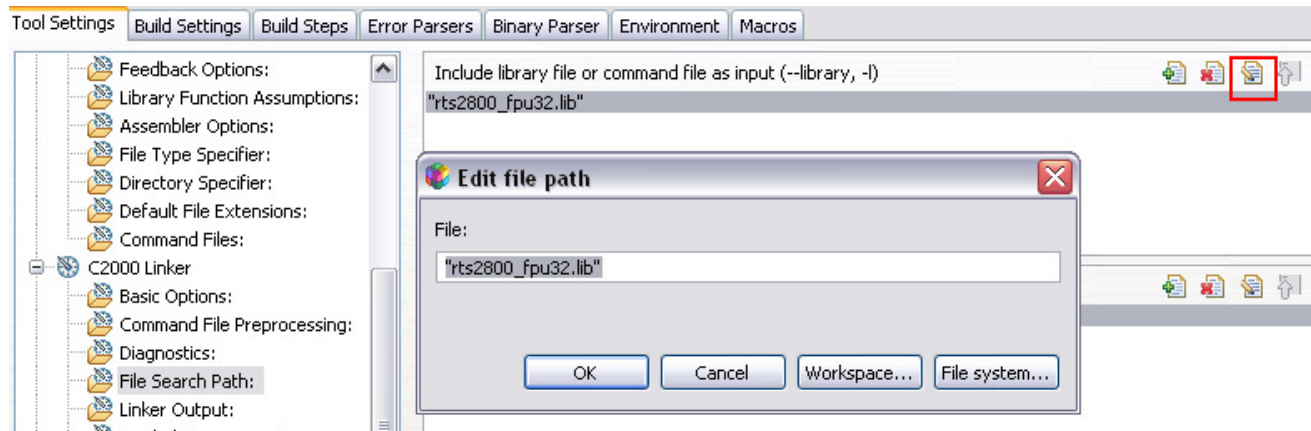 Tool Settings Build Settings Build Steps Error Parsers Binary Parser Environment Macros
Feedback Options:
Library Function Assumptions:
Assembler Options:
File Type Specifier:
Directory Specifier:
Default File Extensions:
Command Files:
C2000 Linker
Basic Options:
Command File Preprocessing:
Diagnostics:
File Search Path:
Linker Output:
Include library file or command file as input (--library, -l)
"rts2800_fpu32.lib"
Edit file path
File:
"rts2800_fpu32.lib"
OK Cancel Workspace... File system...